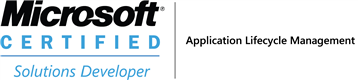 Microsoft®
CERTIFIED
Solutions Developer
Application Lifecycle Management